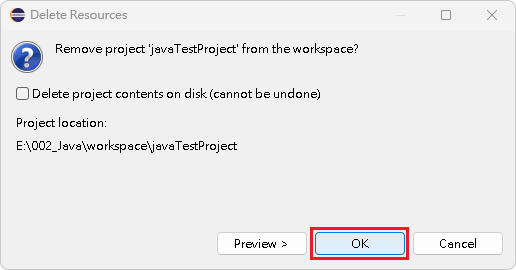 Delete Resources
Remove project 'javaTestProject' from the workspace?
Delete project contents on disk (cannot be undone)
Project location:
E:\002_Java\workspace\javaTestProject
Preview >
OK
Cancel